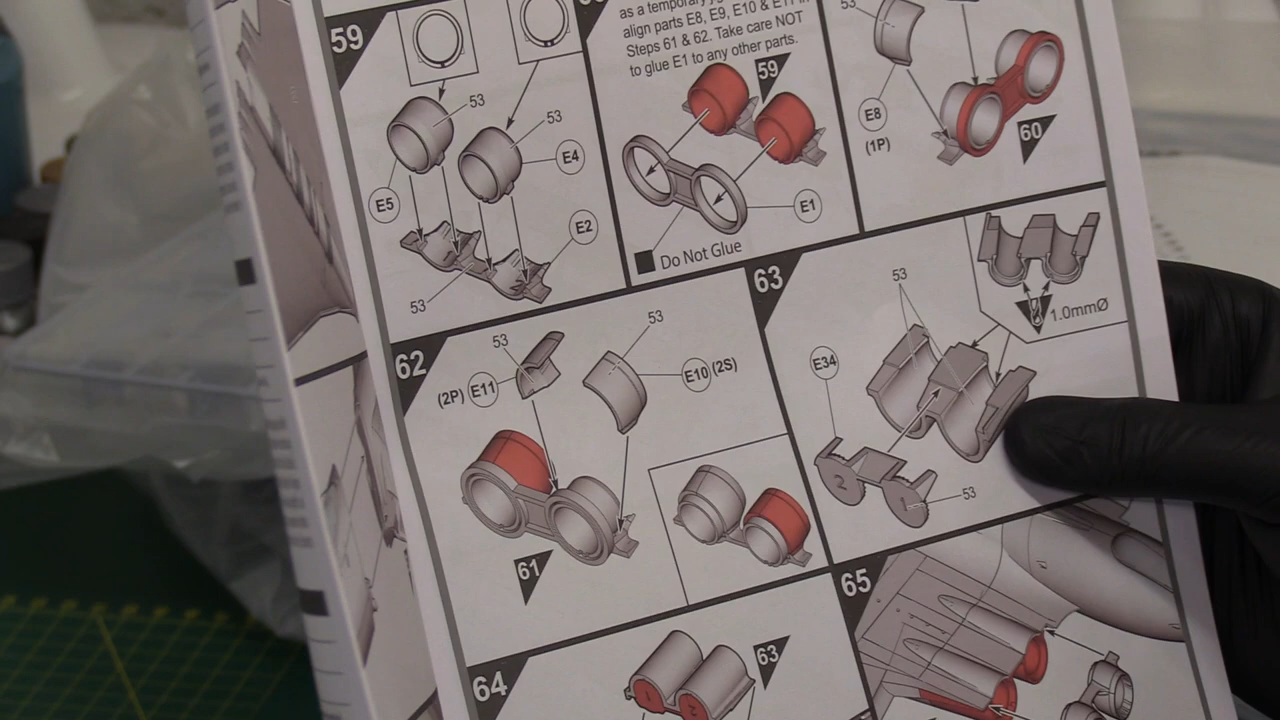 59
53
53
E4
E5
E2
53
as a temporary
align parts E8, E9, E10 & E11 in
Steps 61 & 62. Take care NOT
to glue E1 to any other parts.
59
E1
Do Not Glue
53
E8
(1P)
60
62
53
53
(2P) E11
E10 (2S)
61
63
53
1.0mmØ
E34
2
1
53
64
63
1
2
65